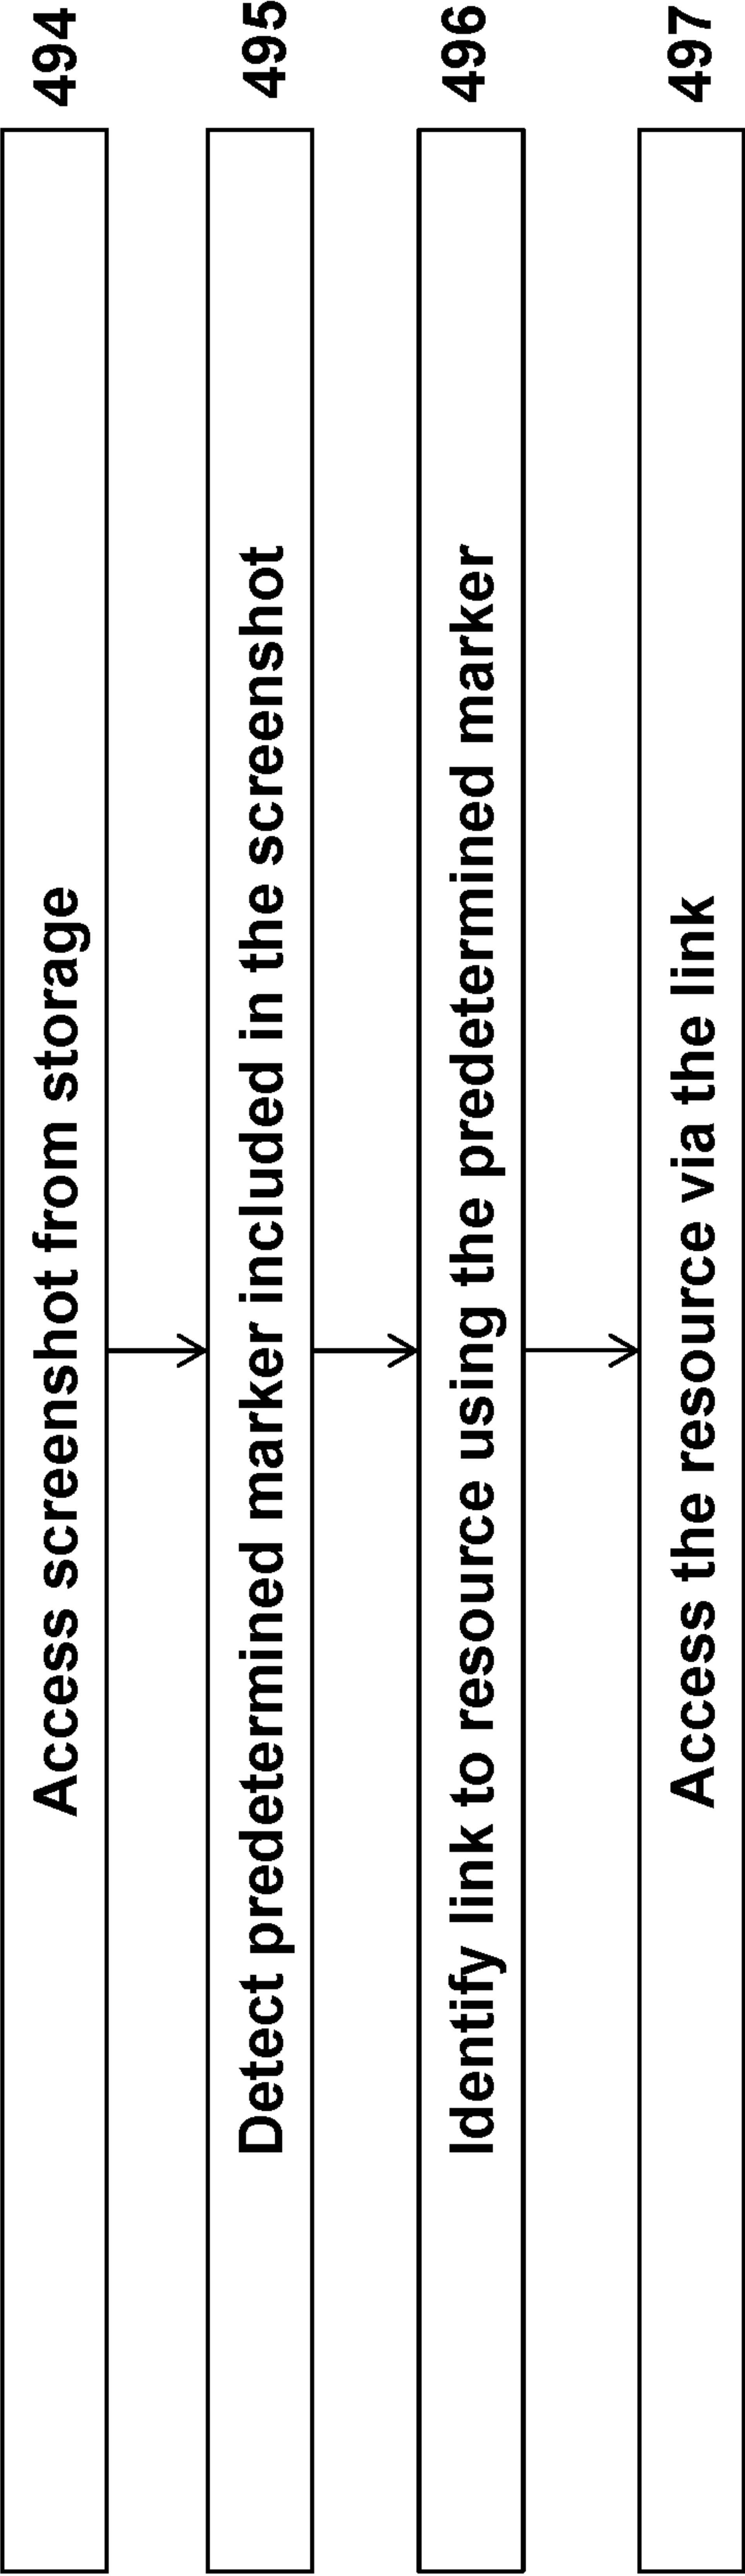 Access screenshot from storage 494
Detect predetermined marker included in the screenshot 495
Identify link to resource using the predetermined marker 496
Access the resource via the link 497